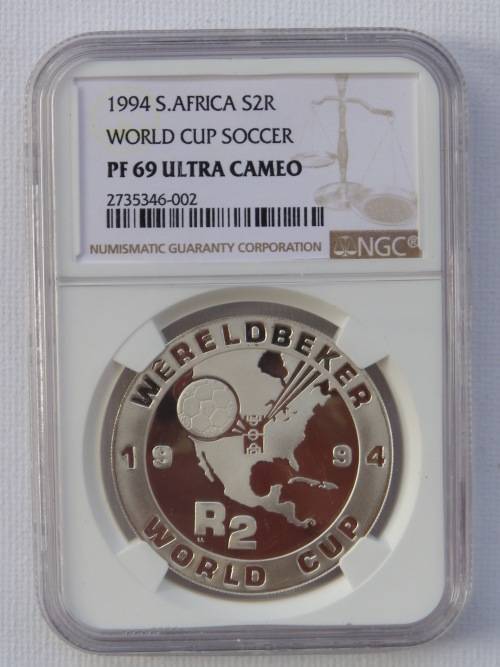 1994 S.AFRICA S2R
WORLD CUP SOCCER
PF 69 ULTRA CAMEO
2735346-002
NUMISMATIC GUARANTY CORPORATION NGC®
WÊRELDBEKER
19 94
R2
WORLD CUP